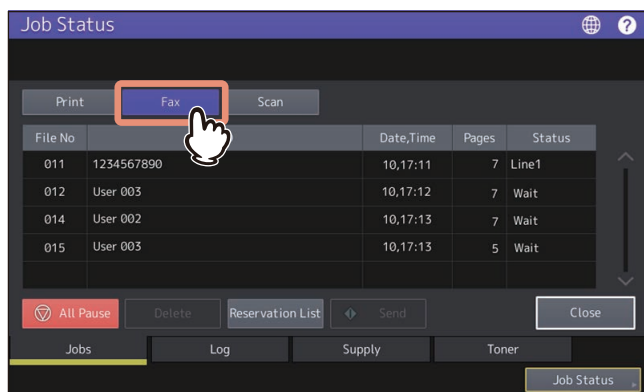 Job Status
?
Print Fax Scan
File No Date,Time Pages Status
011 1234567890 10,17:11 7 Line1
012 User 003 10,17:12 7 Wait
014 User 002 10,17:13 7 Wait
015 User 003 10,17:13 5 Wait
All Pause Delete Reservation List Send Close
Jobs Log Supply Toner
Job Status